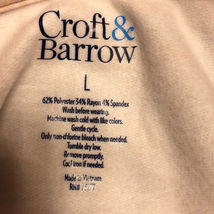 Croft&
Barrow
L
62% Polyester 34% Rayon 4% Spandex
Wash before wearing.
Machine wash cold with like colors.
Gentle cycle.
Only non-chlorine bleach when needed.
Tumble dry low.
Remove promptly.
Cool iron if needed.
Made in Vietnam
RN#